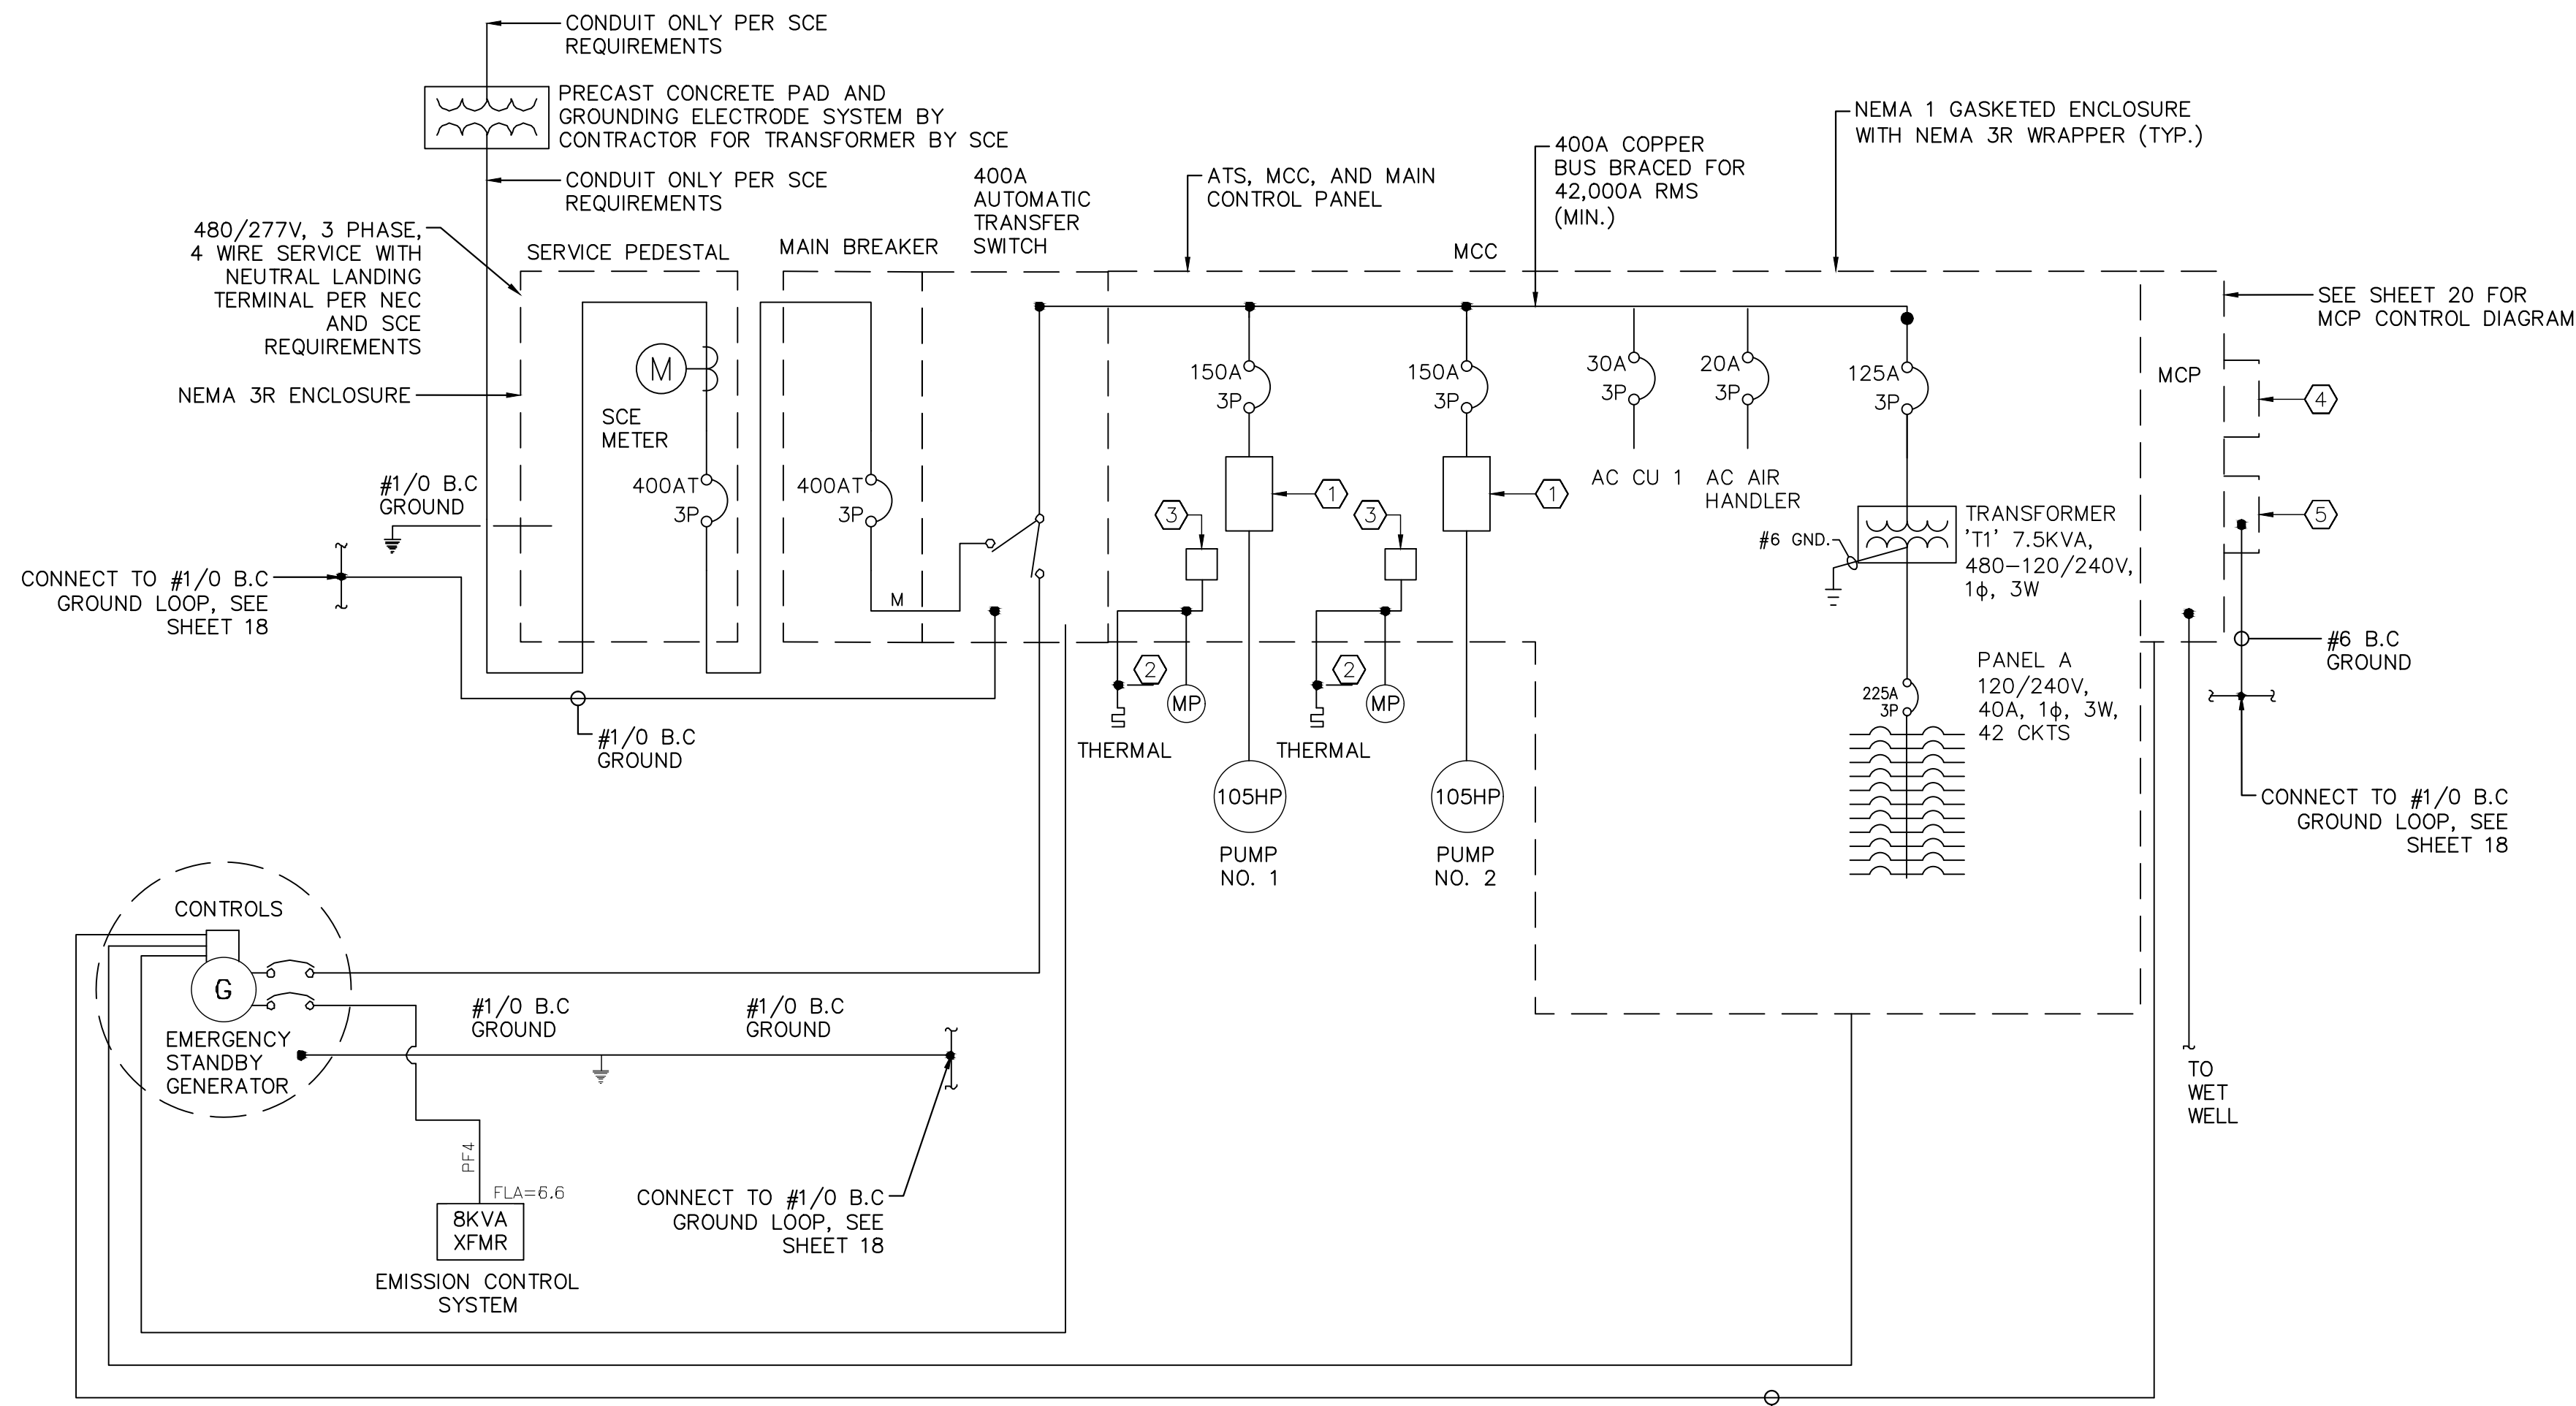 CONDUIT ONLY PER SCE
REQUIREMENTS
PRECAST CONCRETE PAD AND
GROUNDING ELECTRODE SYSTEM BY
CONTRACTOR FOR TRANSFORMER BY SCE
CONDUIT ONLY PER SCE
REQUIREMENTS
480/277V, 3 PHASE,
4 WIRE SERVICE WITH
NEUTRAL LANDING
TERMINAL PER NEC
AND SCE
REQUIREMENTS
NEMA 3R ENCLOSURE
SERVICE PEDESTAL
MAIN BREAKER
400A
AUTOMATIC
TRANSFER
SWITCH
ATS, MCC, AND MAIN
CONTROL PANEL
400A COPPER
BUS BRACED FOR
42,000A RMS
(MIN.)
MCC
NEMA 1 GASKETED ENCLOSURE
WITH NEMA 3R WRAPPER (TYP.)
SEE SHEET 20 FOR
MCP CONTROL DIAGRAM
MCP
4
5
M
SCE
METER
400AT
3P
400AT
3P
M
#1/0 B.C
GROUND
CONNECT TO #1/0 B.C
GROUND LOOP, SEE
SHEET 18
#1/0 B.C
GROUND
150A
3P
150A
3P
30A
3P
20A
3P
125A
3P
1
1
3
3
2
2
AC CU 1
AC AIR
HANDLER
#6 GND.
TRANSFORMER
'T1' 7.5KVA,
480-120/240V,
1ϕ, 3W
PANEL A
120/240V,
40A, 1ϕ, 3W,
42 CKTS
225A
3P
MP
MP
THERMAL
THERMAL
105HP
105HP
PUMP
NO. 1
PUMP
NO. 2
#6 B.C
GROUND
CONNECT TO #1/0 B.C
GROUND LOOP, SEE
SHEET 18
TO
WET
WELL
CONTROLS
G
EMERGENCY
STANDBY
GENERATOR
#1/0 B.C
GROUND
#1/0 B.C
GROUND
PF4
FLA=6.6
8KVA
XFMR
EMISSION CONTROL
SYSTEM
CONNECT TO #1/0 B.C
GROUND LOOP, SEE
SHEET 18